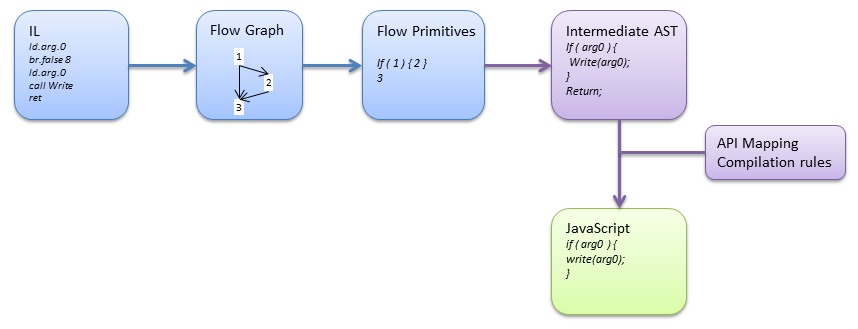 IL
ld.arg.0
br.false 8
ld.arg.0
call Write
ret
Flow Graph
1
2
3
Flow Primitives
If ( 1 ) { 2 }
3
Intermediate AST
If ( arg0 ) {
Write(arg0);
}
Return;
API Mapping
Compilation rules
JavaScript
if ( arg0 ) {
write(arg0);
}